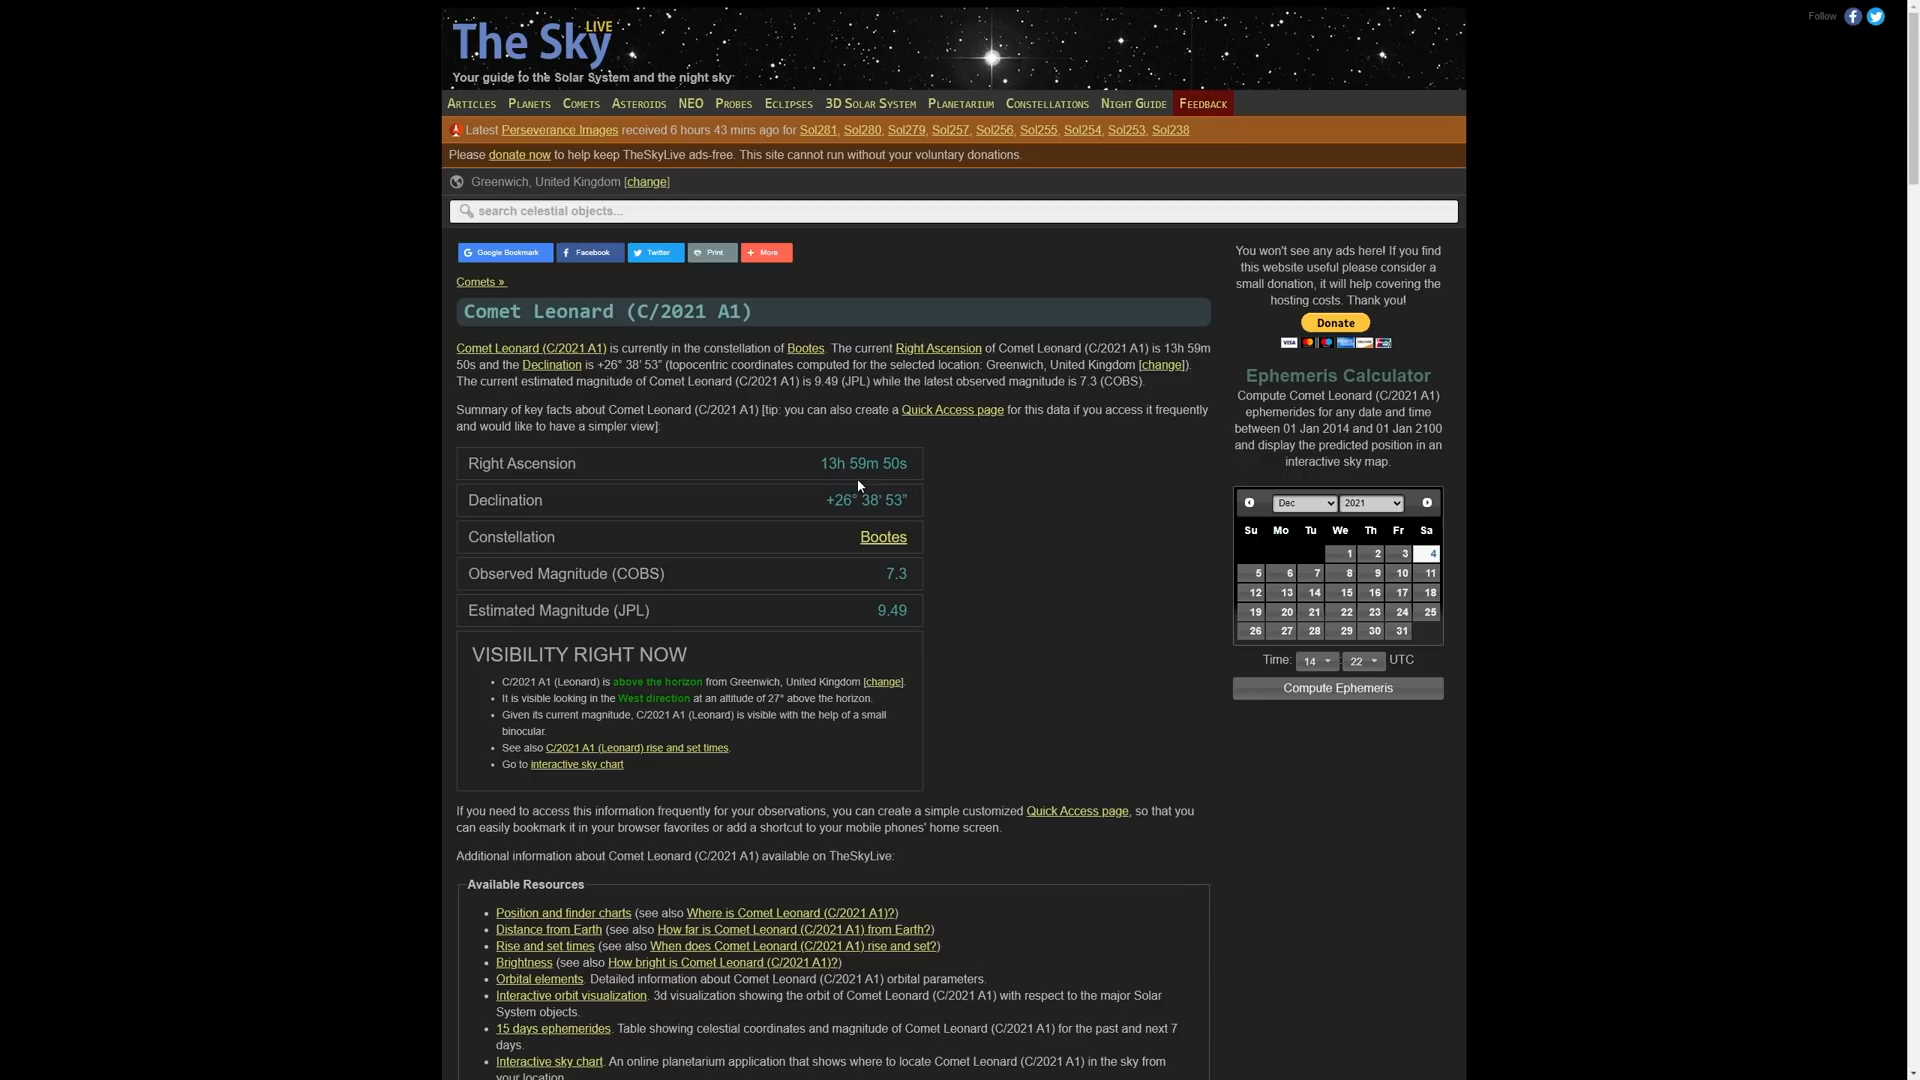 Follow
The Sky LIVE
Your guide to the Solar System and the night sky
ARTICLES PLANETS COMETS ASTEROIDS NEO PROBES ECLIPSES 3D SOLAR SYSTEM PLANETARIUM CONSTELLATIONS NIGHT GUIDE FEEDBACK
Latest Perseverance Images received 6 hours 43 mins ago for Sol281, Sol280, Sol279, Sol257, Sol256, Sol255, Sol254, Sol253, Sol238
Please donate now to help keep TheSkyLive ads-free. This site cannot run without your voluntary donations.
Greenwich, United Kingdom [change]
search celestial objects...
Google Bookmark Facebook Twitter Print More
Comets »
Comet Leonard (C/2021 A1)
Comet Leonard (C/2021 A1) is currently in the constellation of Bootes. The current Right Ascension of Comet Leonard (C/2021 A1) is 13h 59m
50s and the Declination is +26° 38' 53” (topocentric coordinates computed for the selected location: Greenwich, United Kingdom [change]).
The current estimated magnitude of Comet Leonard (C/2021 A1) is 9.49 (JPL) while the latest observed magnitude is 7.3 (COBS).
Summary of key facts about Comet Leonard (C/2021 A1) [tip: you can also create a Quick Access page for this data if you access it frequently
and would like to have a simpler view]:
Right Ascension 13h 59m 50s
Declination +26° 38' 53”
Constellation Bootes
Observed Magnitude (COBS) 7.3
Estimated Magnitude (JPL) 9.49
VISIBILITY RIGHT NOW
• C/2021 A1 (Leonard) is above the horizon from Greenwich, United Kingdom [change].
• It is visible looking in the West direction at an altitude of 27° above the horizon.
• Given its current magnitude, C/2021 A1 (Leonard) is visible with the help of a small
binocular.
• See also C/2021 A1 (Leonard) rise and set times.
• Go to interactive sky chart
If you need to access this information frequently for your observations, you can create a simple customized Quick Access page, so that you
can easily bookmark it in your browser favorites or add a shortcut to your mobile phones' home screen.
Additional information about Comet Leonard (C/2021 A1) available on TheSkyLive:
Available Resources
• Position and finder charts (see also Where is Comet Leonard (C/2021 A1)?)
• Distance from Earth (see also How far is Comet Leonard (C/2021 A1) from Earth?)
• Rise and set times (see also When does Comet Leonard (C/2021 A1) rise and set?)
• Brightness (see also How bright is Comet Leonard (C/2021 A1)?)
• Orbital elements. Detailed information about Comet Leonard (C/2021 A1) orbital parameters.
• Interactive orbit visualization. 3d visualization showing the orbit of Comet Leonard (C/2021 A1) with respect to the major Solar
System objects.
• 15 days ephemerides. Table showing celestial coordinates and magnitude of Comet Leonard (C/2021 A1) for the past and next 7
days.
• Interactive sky chart. An online planetarium application that shows where to locate Comet Leonard (C/2021 A1) in the sky from
your location.
You won't see any ads here! If you find
this website useful please consider a
small donation, it will help covering the
hosting costs. Thank you!
Donate
VISA
Ephemeris Calculator
Compute Comet Leonard (C/2021 A1)
ephemerides for any date and time
between 01 Jan 2014 and 01 Jan 2100
and display the predicted position in an
interactive sky map.
Dec 2021
Su Mo Tu We Th Fr Sa
1 2 3 4
5 6 7 8 9 10 11
12 13 14 15 16 17 18
19 20 21 22 23 24 25
26 27 28 29 30 31
Time: 14 : 22 UTC
Compute Ephemeris